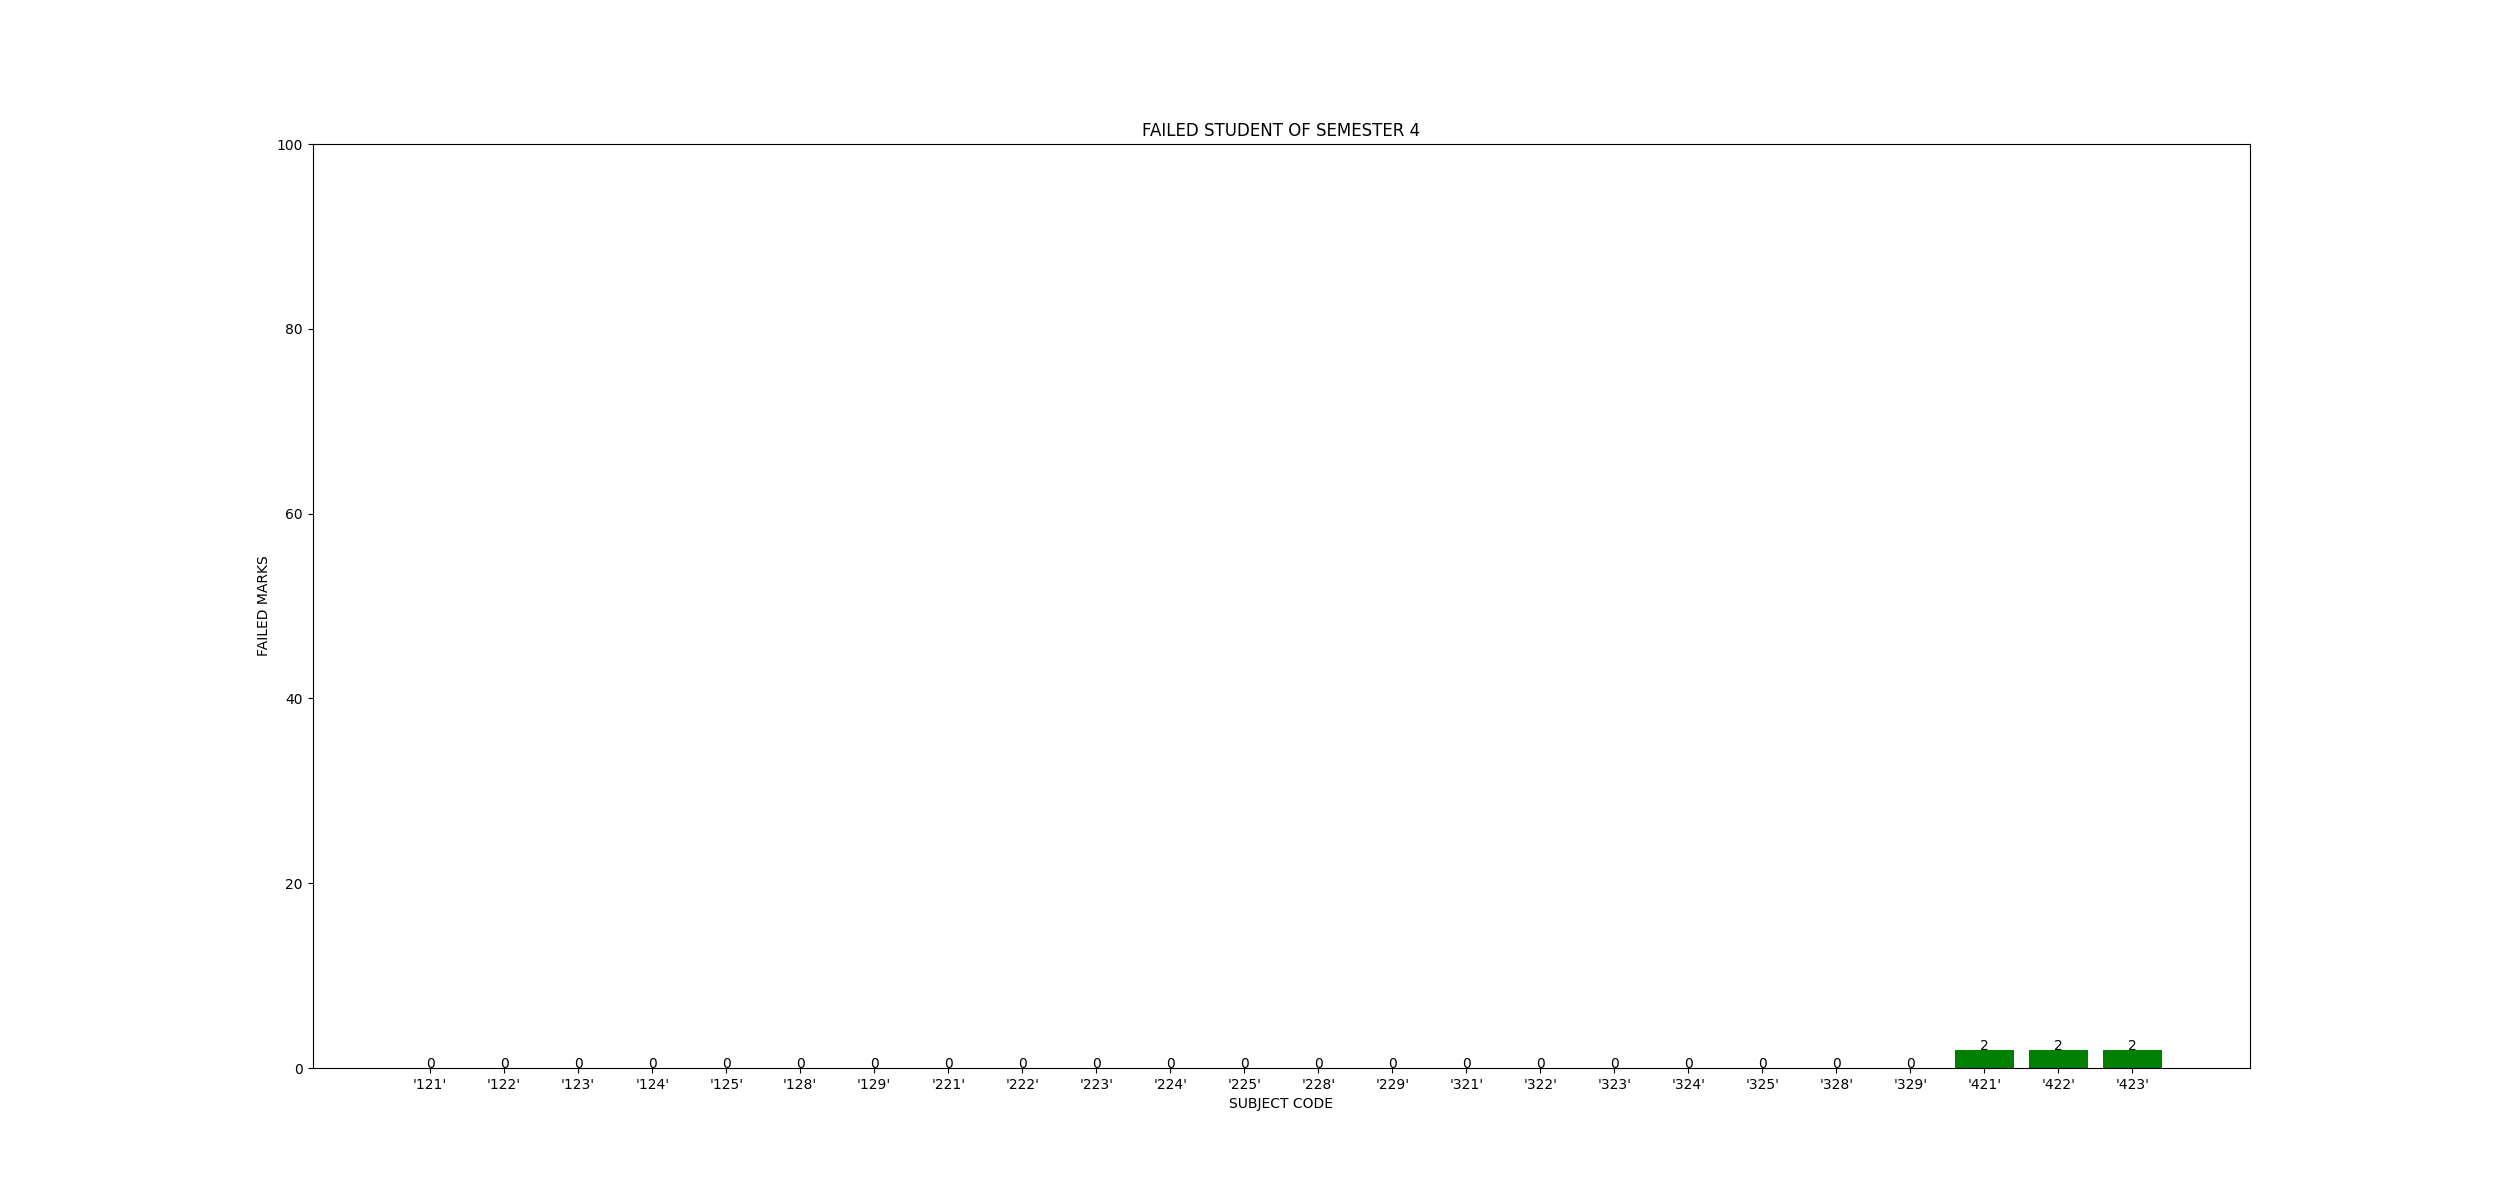 FAILED STUDENT OF SEMESTER 4
100
80
60
40
20
0
FAILED MARKS
0 0 0 0 0 0 0 0 0 0 0 0 0 0 0 0 0 0 0 0 0 2 2 2
'121' '122' '123' '124' '125' '128' '129' '221' '222' '223' '224' '225' '228' '229' '321' '322' '323' '324' '325' '328' '329' '421' '422' '423'
SUBJECT CODE